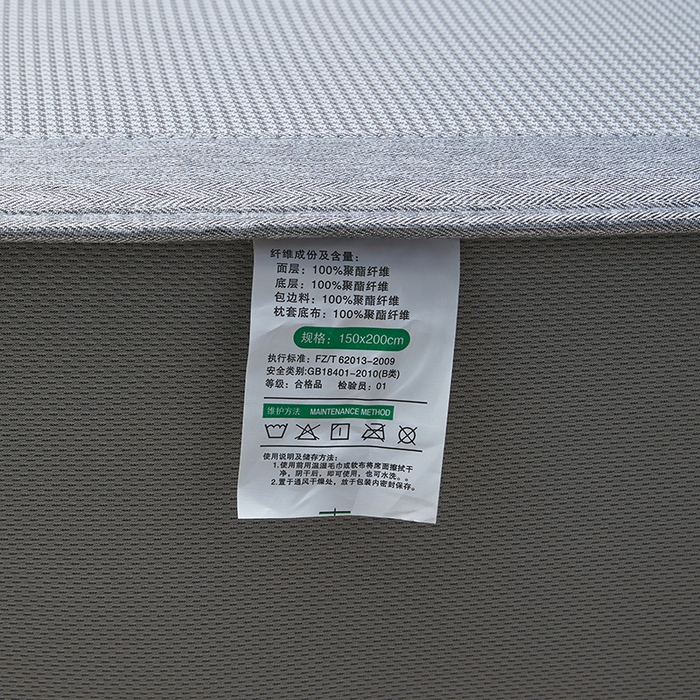 纤维成份及含量：
面层：100%聚酯纤维
底层：100%聚酯纤维
包边料：100%聚酯纤维
枕套底布：100%聚酯纤维
规格：150x200cm
执行标准：FZ/T 62013-2009
安全类别:GB18401-2010(B类)
等级：合格品 检验员：01
维护方法 MAINTENANCE METHOD
使用说明及储存方法：
1.使用前用温湿毛巾或软布将席面擦拭干
净，阴干后，即可使用，也可水洗。。
2.置于通风干燥处，放于包装内密封保存。